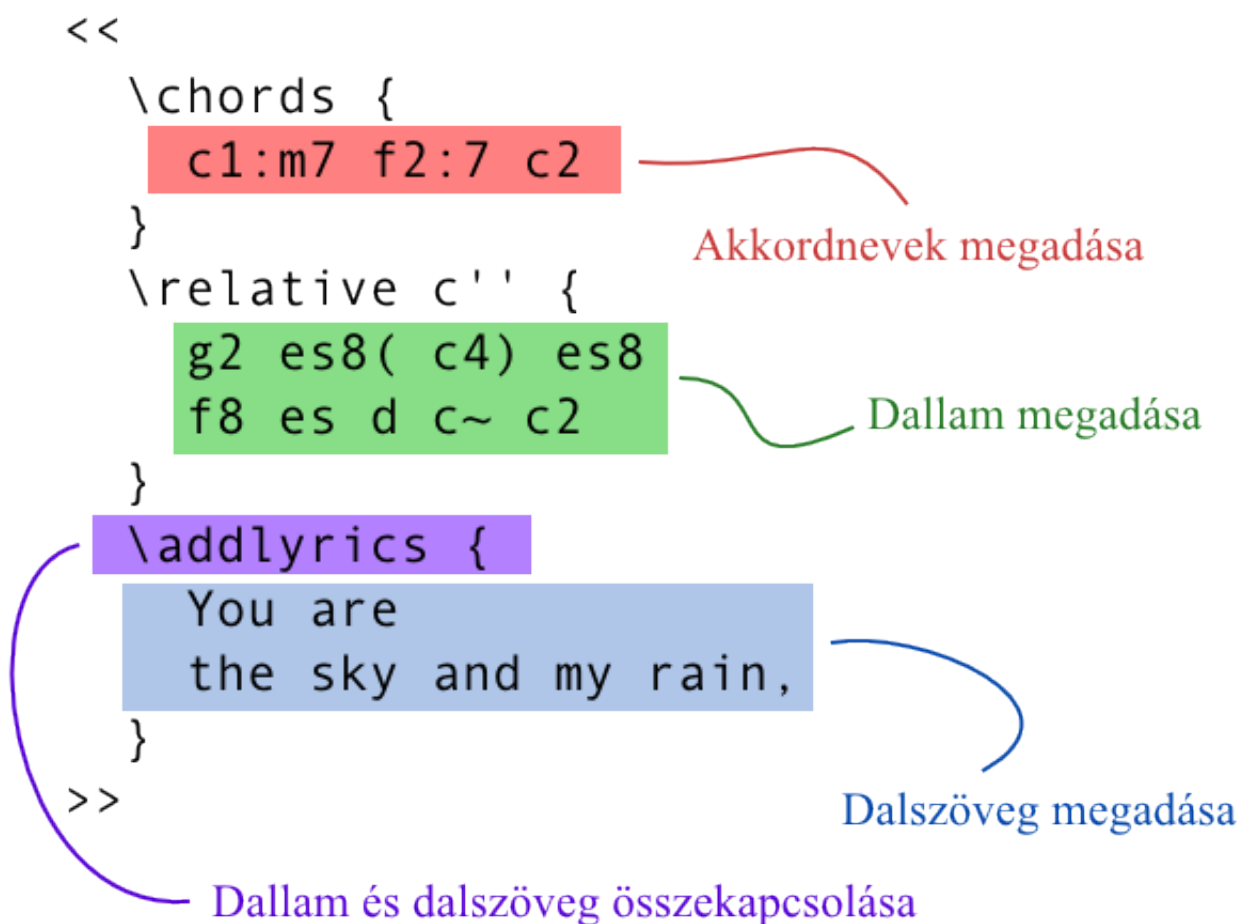 <<
\chords {
c1:m7 f2:7 c2
}
Akkordnevek megadása
\relative c'' {
g2 es8( c4) es8
f8 es d c~ c2
Dallam megadása
}
\addlyrics {
You are
the sky and my rain,
}
>>
Dalszöveg megadása
Dallam és dalszöveg összekapcsolása